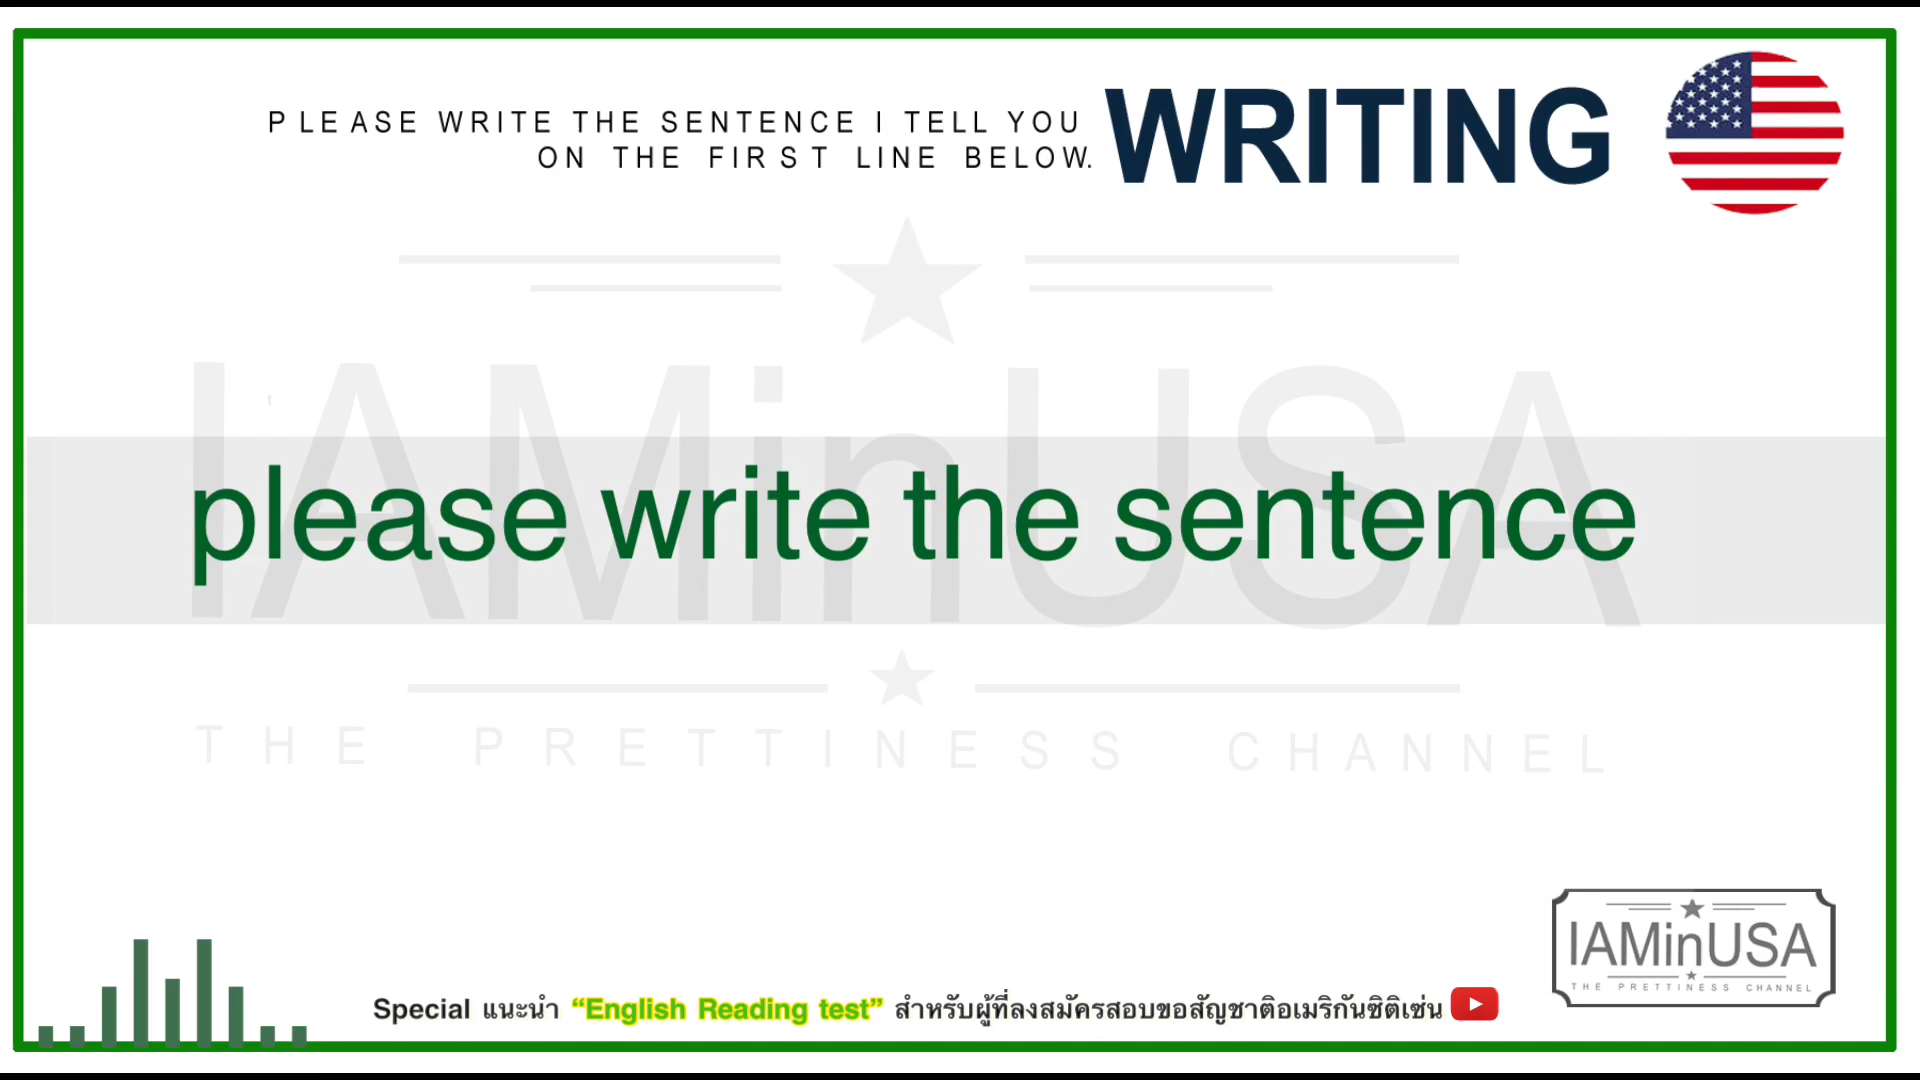 PLEASE WRITE THE SENTENCE I TELL YOU
ON THE FIRST LINE BELOW.
WRITING
IAMinUSA
please write the sentence
THE PRETTINESS CHANNEL
IAMinUSA
THE PRETTINESS CHANNEL
Special แนะนำ “English Reading test” สำหรับผู้ที่ลงสมัครสอบขอสัญชาติอเมริกันซิติเซ่น